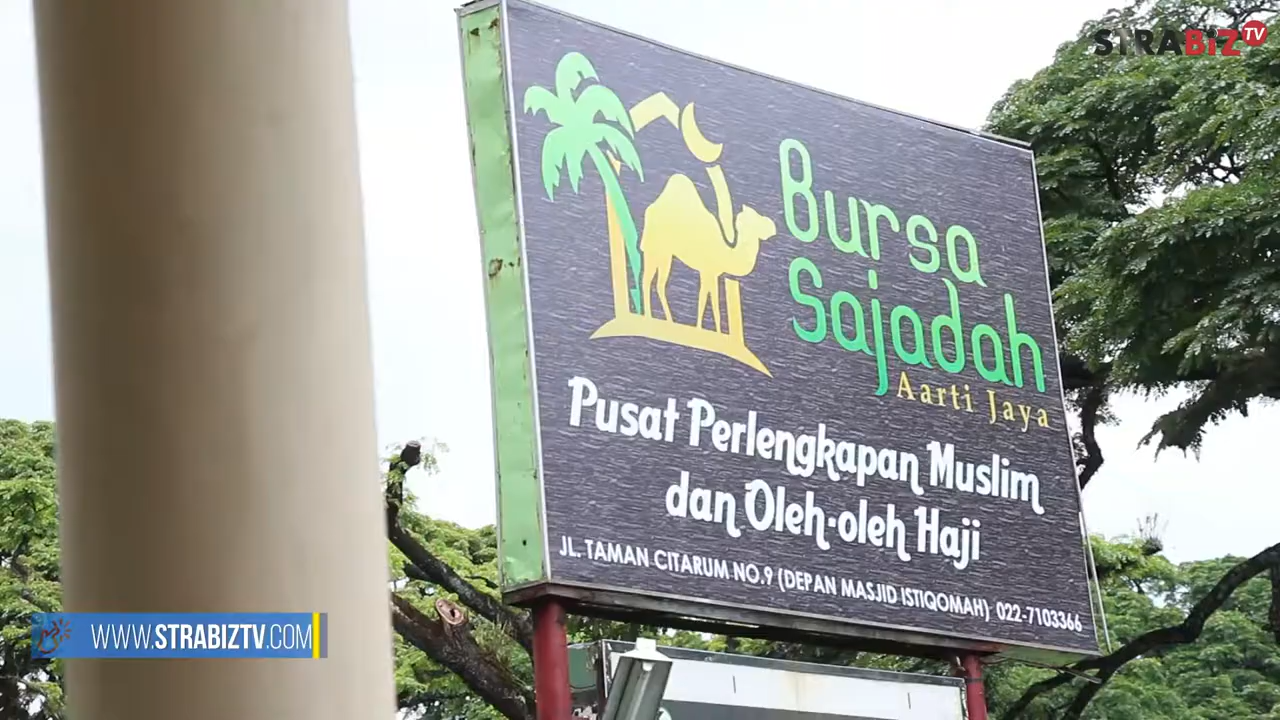 STRABIZ TV
Bursa
Sajadah
Aarti Jaya
Pusat Perlengkapan Muslim
dan Oleh-oleh Haji
JL. TAMAN CITARUM NO.9 (DEPAN MASJID ISTIQOMAH) 022-7103366
WWW.STRABIZTV.COM